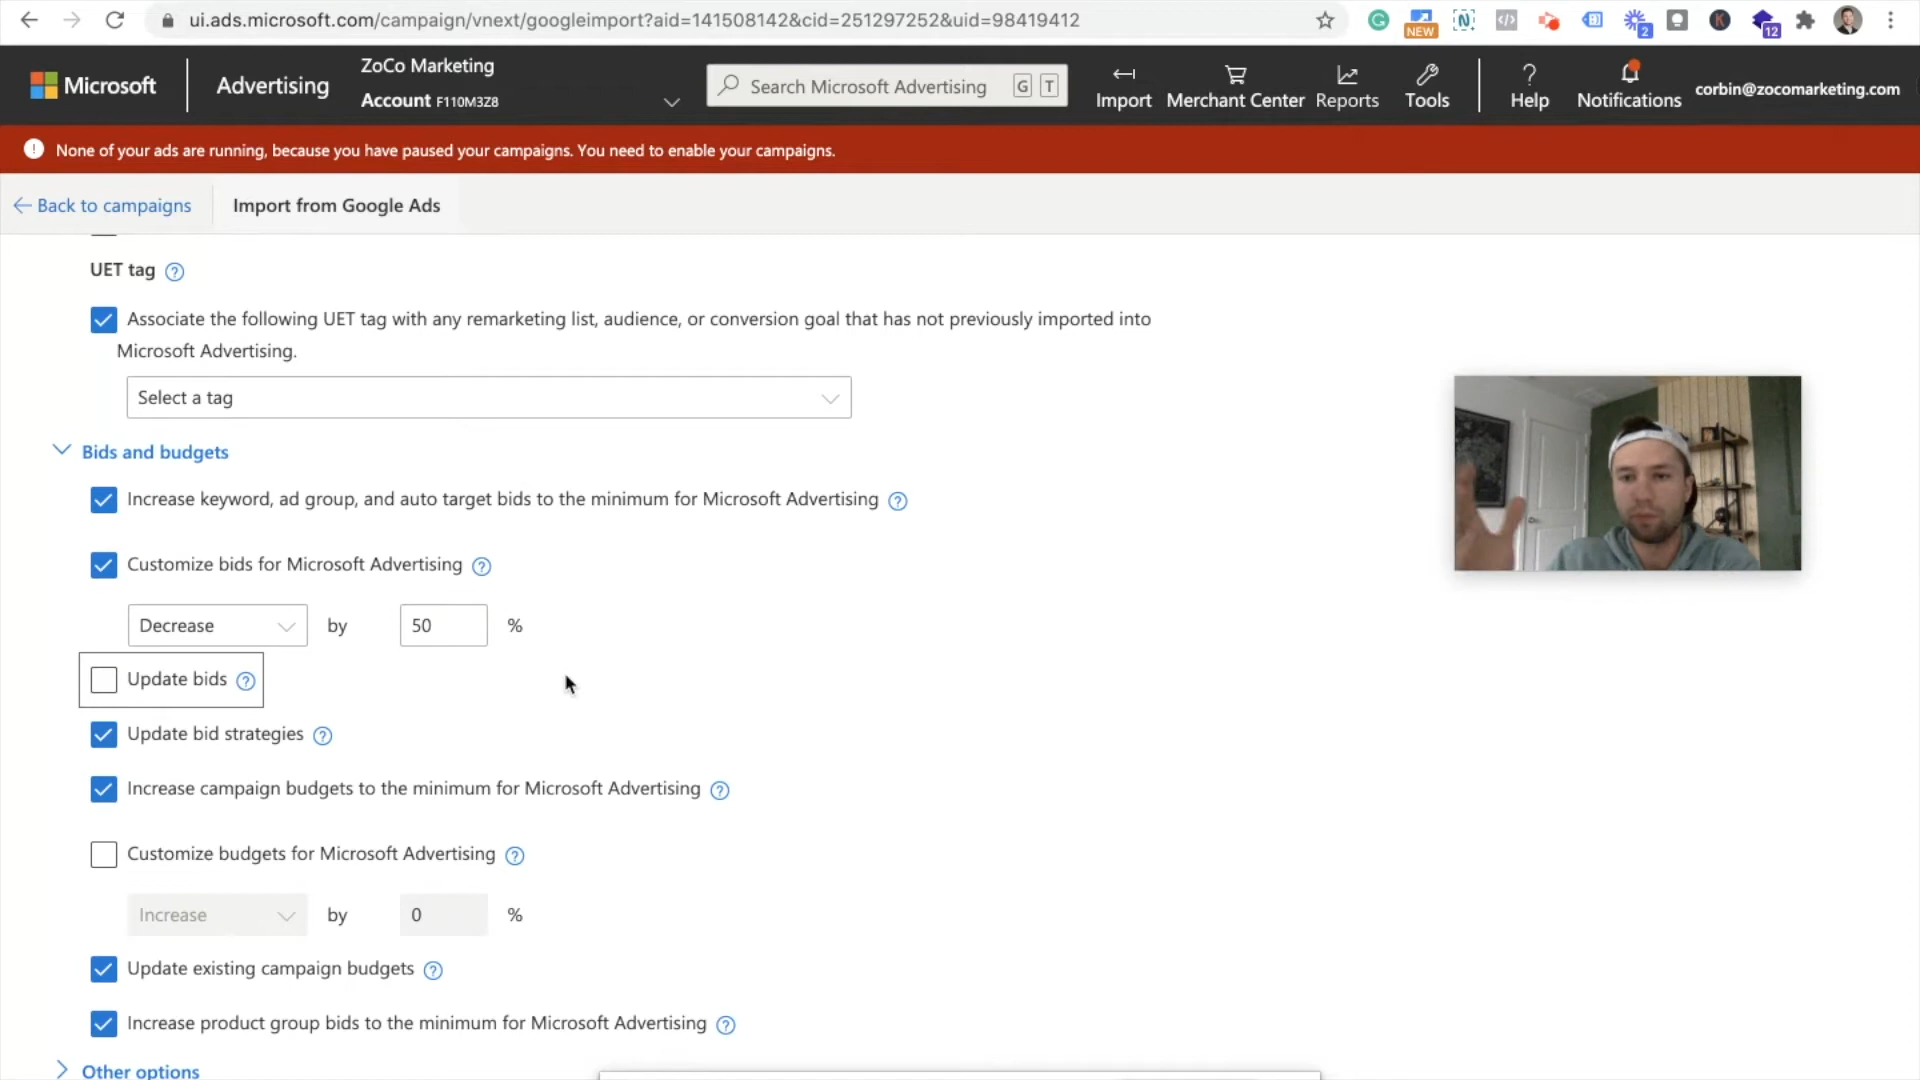 ui.ads.microsoft.com/campaign/vnext/googleimport?aid=141508142&cid=251297252&uid=98419412
NEW
2
K
12
Microsoft
Advertising
ZoCo Marketing
Account F110M3Z8
Search Microsoft Advertising
G T
Import
Merchant Center
Reports
Tools
Help
Notifications
corbin@zocomarketing.com
None of your ads are running, because you have paused your campaigns. You need to enable your campaigns.
Back to campaigns
Import from Google Ads
UET tag
Associate the following UET tag with any remarketing list, audience, or conversion goal that has not previously imported into
Microsoft Advertising.
Select a tag
Bids and budgets
Increase keyword, ad group, and auto target bids to the minimum for Microsoft Advertising
Customize bids for Microsoft Advertising
Decrease by 50 %
Update bids
Update bid strategies
Increase campaign budgets to the minimum for Microsoft Advertising
Customize budgets for Microsoft Advertising
Increase by 0 %
Update existing campaign budgets
Increase product group bids to the minimum for Microsoft Advertising
Other options